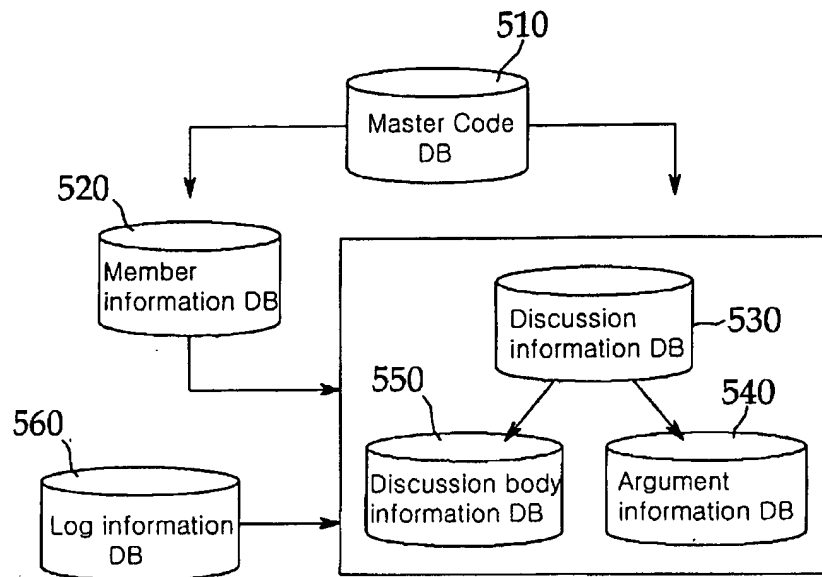 510
Master Code
DB
520
Member
information DB
Discussion
information DB
530
550
540
560
Discussion body
information DB
Argument
information DB
Log information
DB